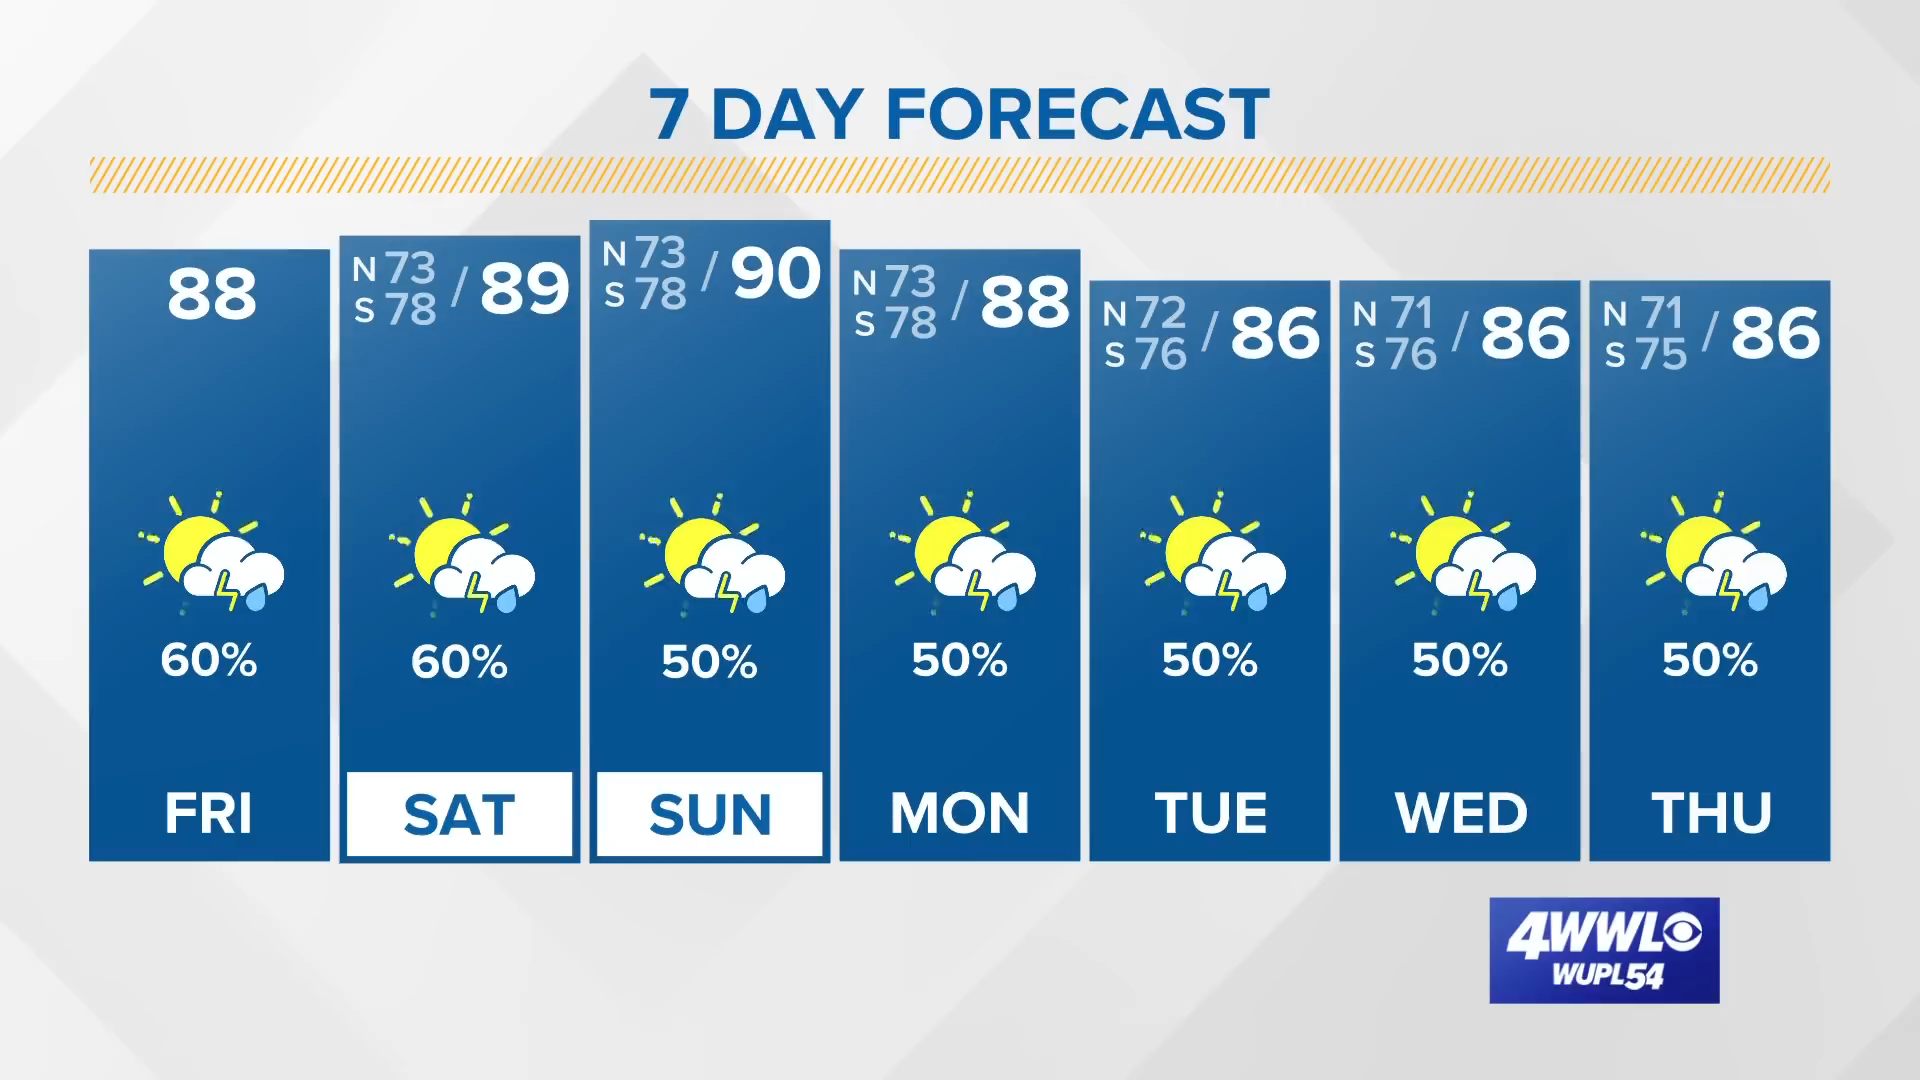 7 DAY FORECAST
88
60%
FRI
N 73
S 78
/ 89
60%
SAT
N 73
S 78
/ 90
50%
SUN
N 73
S 78
/ 88
50%
MON
N 72
S 76
/ 86
50%
TUE
N 71
S 76
/ 86
50%
WED
N 71
S 75
/ 86
50%
THU
4WWL
WUPL54